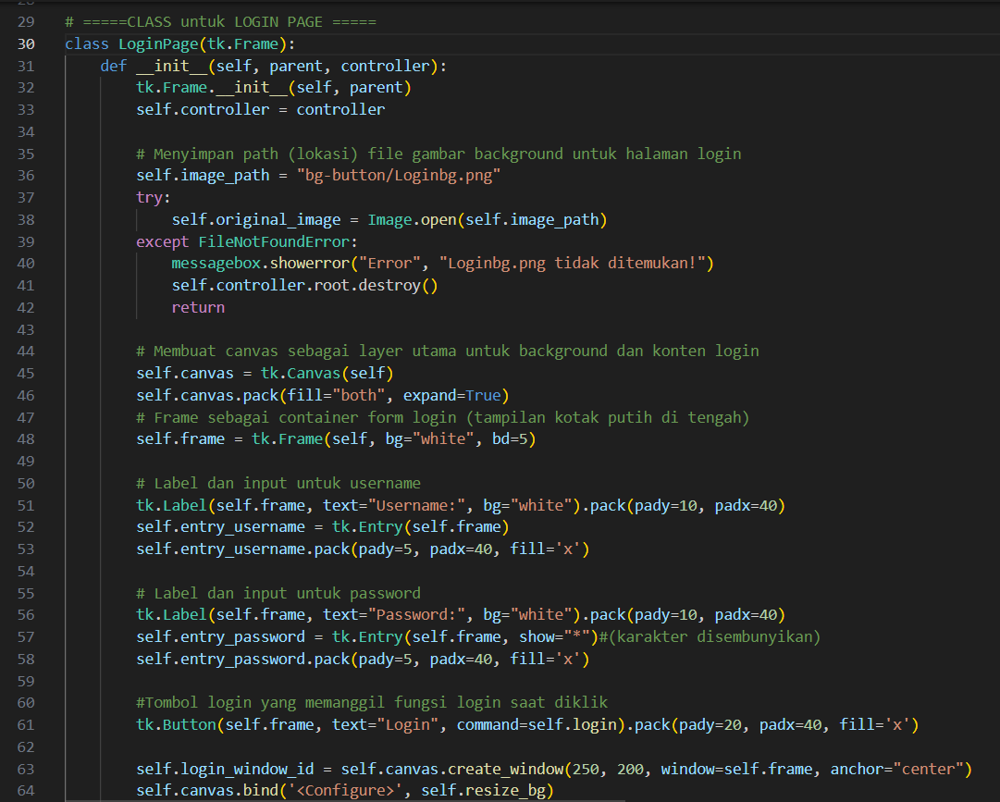 29 # =====CLASS untuk LOGIN PAGE =====
30 class LoginPage(tk.Frame):
31     def __init__(self, parent, controller):
32         tk.Frame.__init__(self, parent)
33         self.controller = controller
34
35         # Menyimpan path (lokasi) file gambar background untuk halaman login
36         self.image_path = "bg-button/Loginbg.png"
37         try:
38             self.original_image = Image.open(self.image_path)
39         except FileNotFoundError:
40             messagebox.showerror("Error", "Loginbg.png tidak ditemukan!")
41             self.controller.root.destroy()
42             return
43
44         # Membuat canvas sebagai layer utama untuk background dan konten login
45         self.canvas = tk.Canvas(self)
46         self.canvas.pack(fill="both", expand=True)
47         # Frame sebagai container form login (tampilan kotak putih di tengah)
48         self.frame = tk.Frame(self, bg="white", bd=5)
49
50         # Label dan input untuk username
51         tk.Label(self.frame, text="Username:", bg="white").pack(pady=10, padx=40)
52         self.entry_username = tk.Entry(self.frame)
53         self.entry_username.pack(pady=5, padx=40, fill='x')
54
55         # Label dan input untuk password
56         tk.Label(self.frame, text="Password:", bg="white").pack(pady=10, padx=40)
57         self.entry_password = tk.Entry(self.frame, show="*")#(karakter disembunyikan)
58         self.entry_password.pack(pady=5, padx=40, fill='x')
59
60         #Tombol login yang memanggil fungsi login saat diklik
61         tk.Button(self.frame, text="Login", command=self.login).pack(pady=20, padx=40, fill='x')
62
63         self.login_window_id = self.canvas.create_window(250, 200, window=self.frame, anchor="center")
64         self.canvas.bind('<Configure>', self.resize_bg)